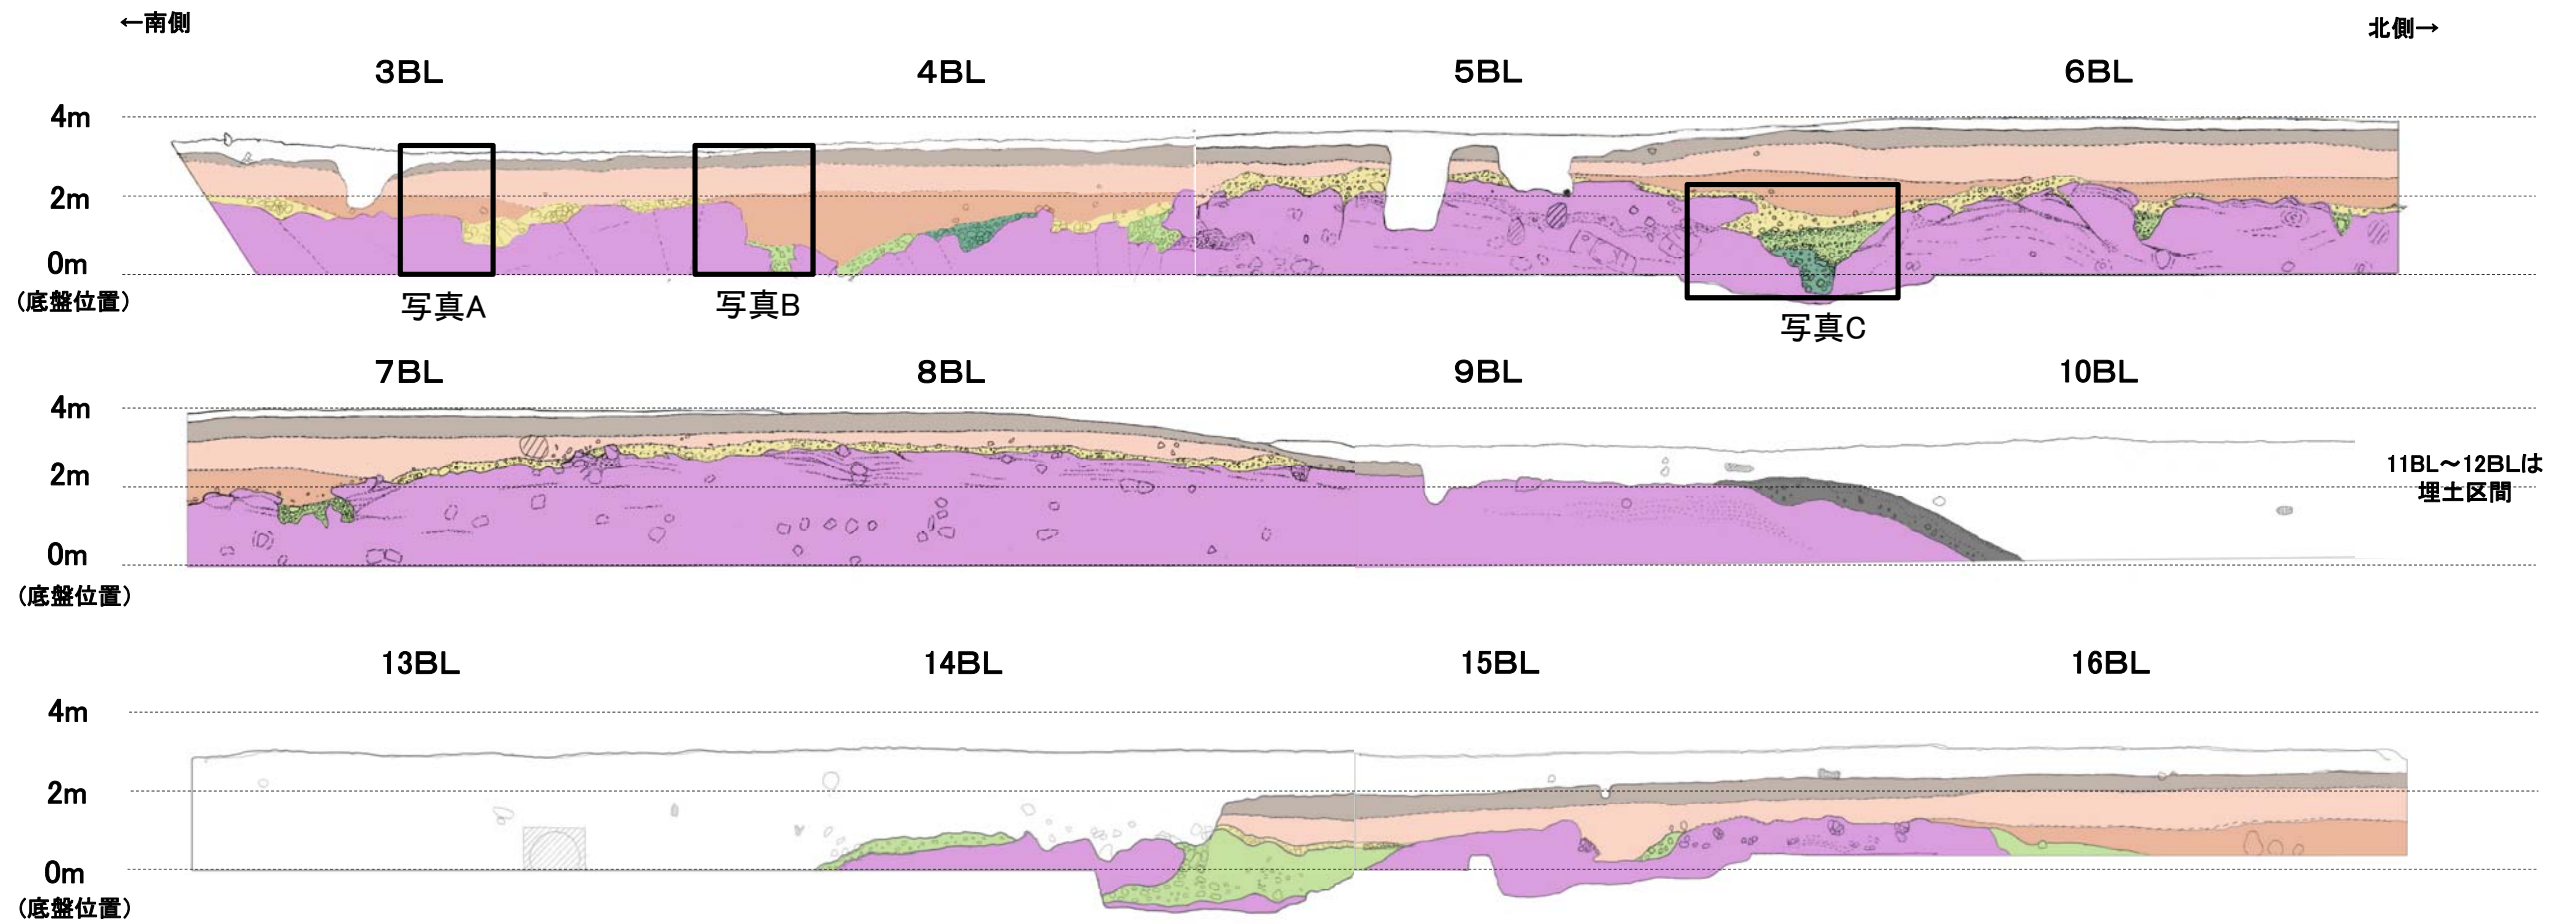 ←南側
北側→
3BL
4BL
5BL
6BL
4m
2m
0m
(底盤位置)
写真A
写真B
写真C
7BL
8BL
9BL
10BL
4m
2m
0m
(底盤位置)
11BL～12BLは
埋土区間
13BL
14BL
15BL
16BL
4m
2m
0m
(底盤位置)